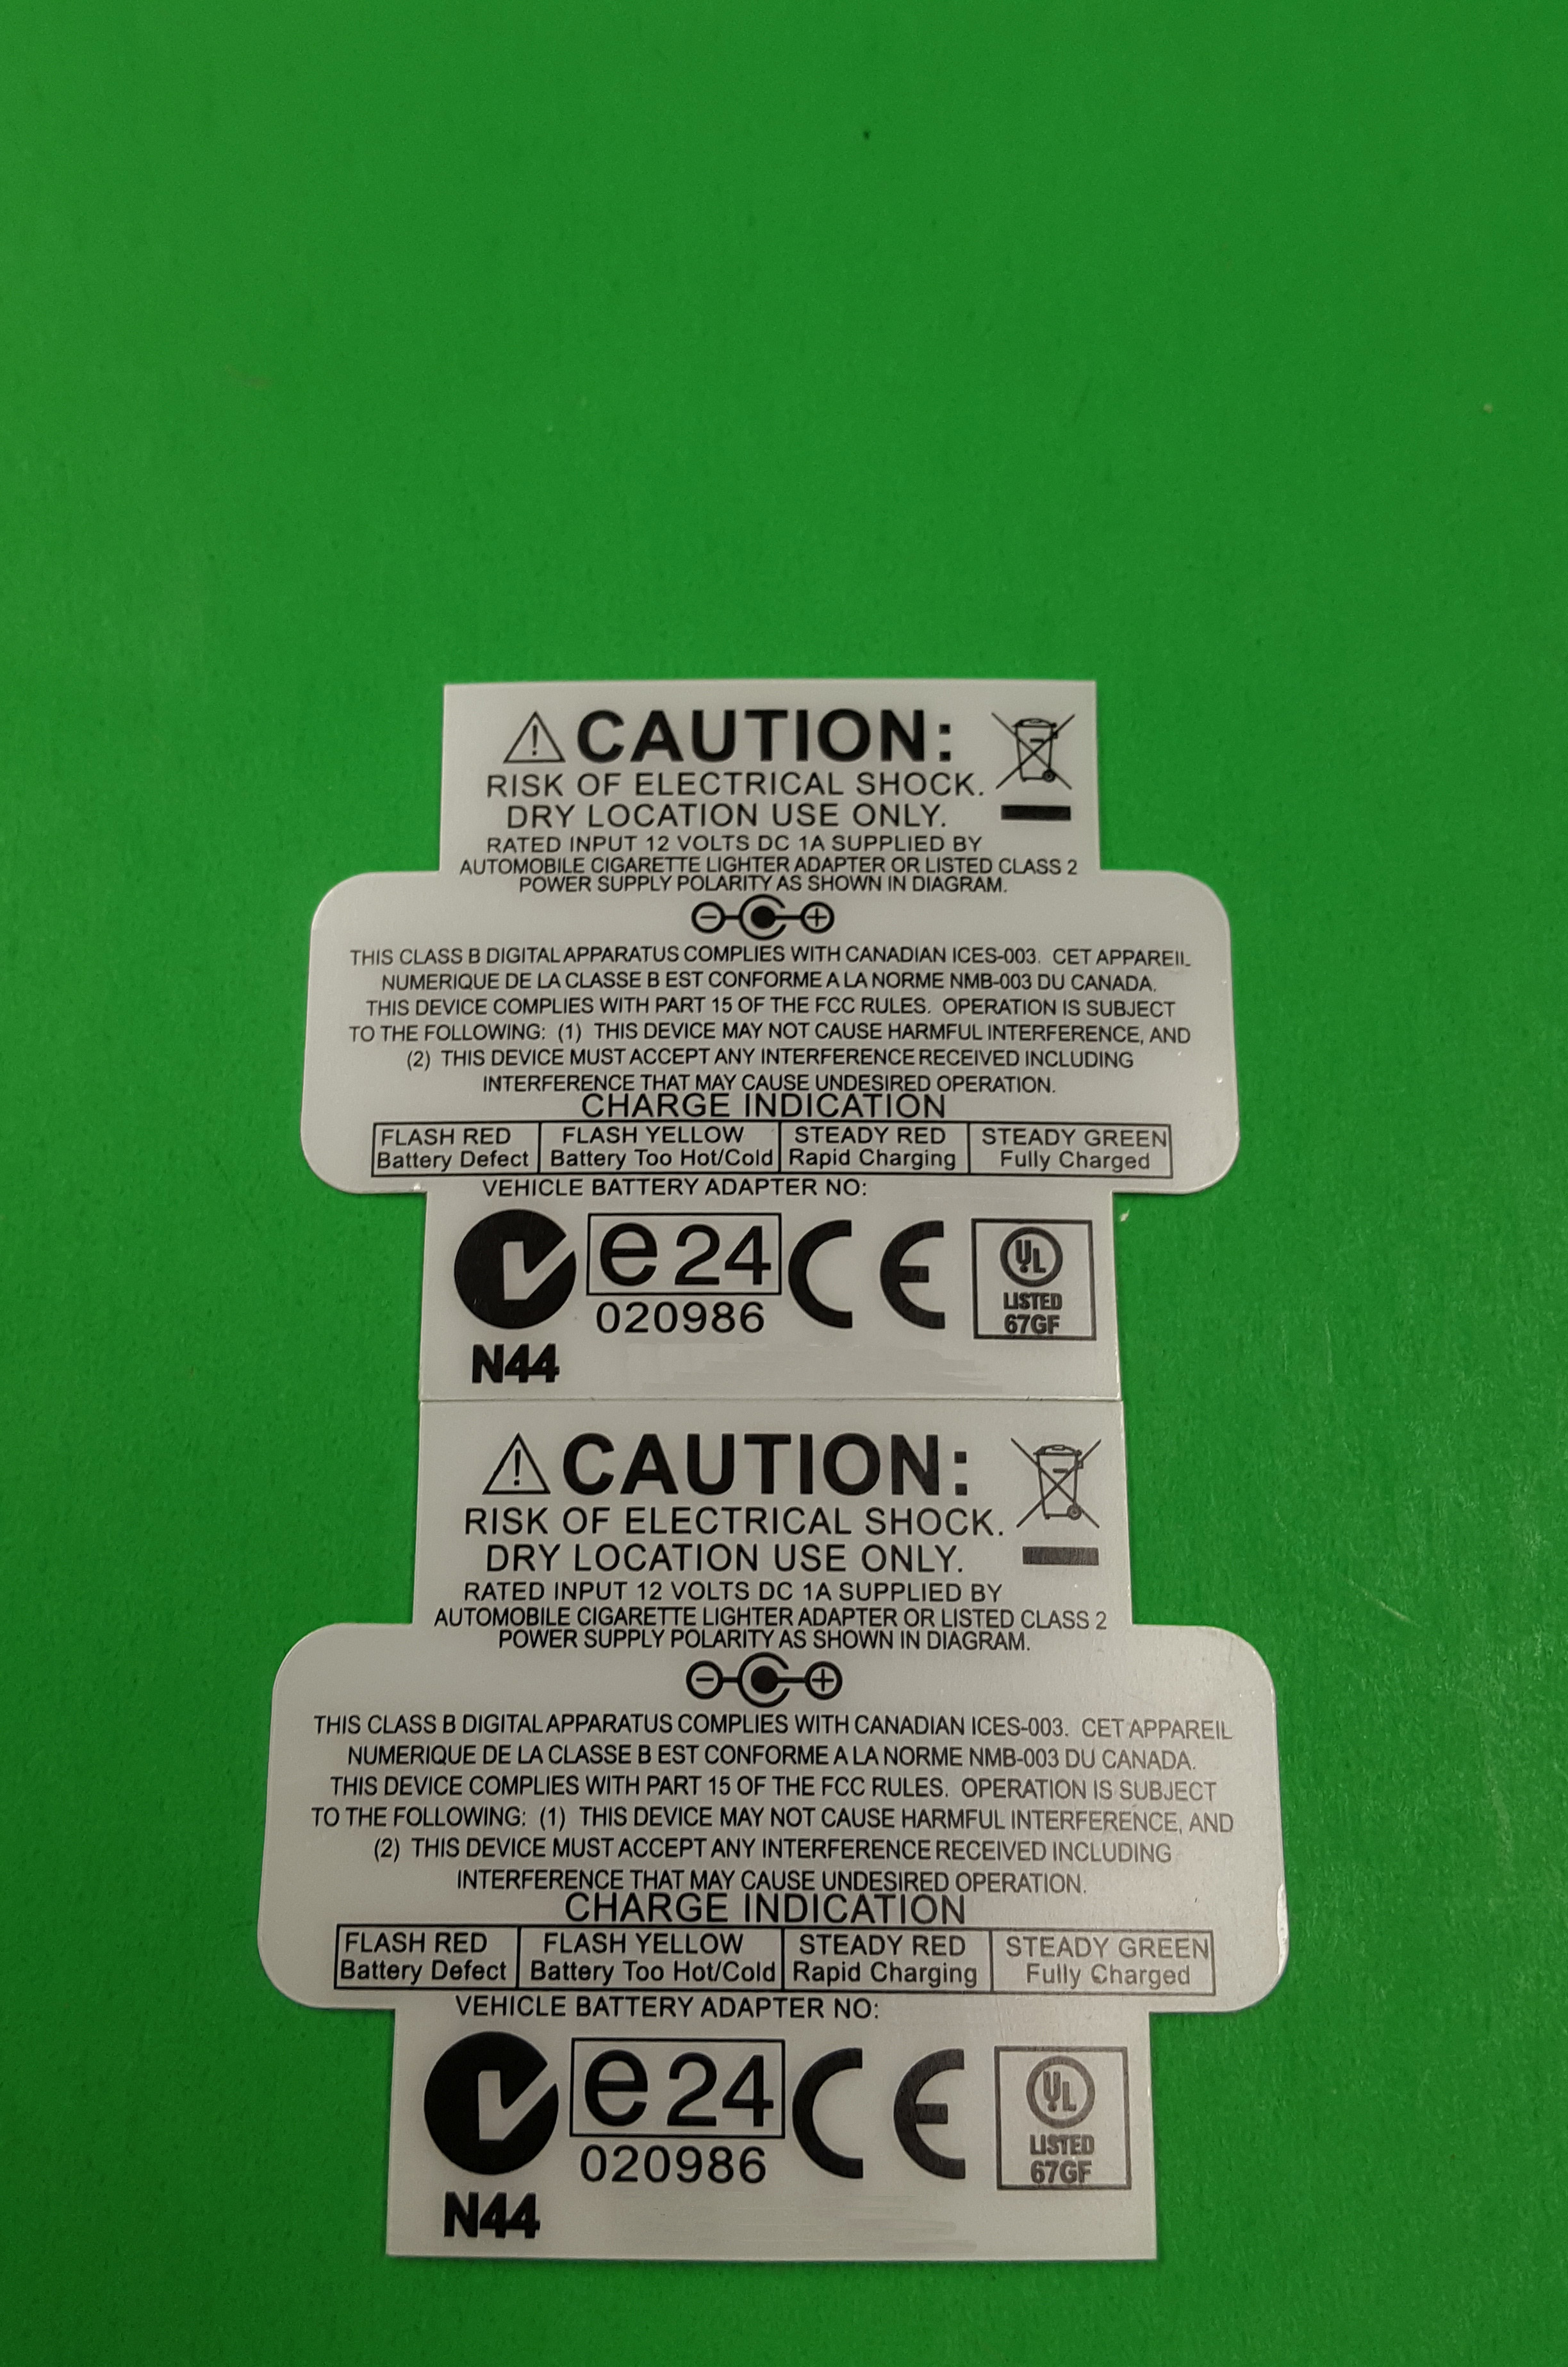 CAUTION:
RISK OF ELECTRICAL SHOCK.
DRY LOCATION USE ONLY.
RATED INPUT 12 VOLTS DC 1A SUPPLIED BY
AUTOMOBILE CIGARETTE LIGHTER ADAPTER OR LISTED CLASS 2
POWER SUPPLY POLARITY AS SHOWN IN DIAGRAM.
THIS CLASS B DIGITAL APPARATUS COMPLIES WITH CANADIAN ICES-003. CET APPAREIL
NUMERIQUE DE LA CLASSE B EST CONFORME A LA NORME NMB-003 DU CANADA.
THIS DEVICE COMPLIES WITH PART 15 OF THE FCC RULES. OPERATION IS SUBJECT
TO THE FOLLOWING: (1) THIS DEVICE MAY NOT CAUSE HARMFUL INTERFERENCE, AND
(2) THIS DEVICE MUST ACCEPT ANY INTERFERENCE RECEIVED INCLUDING
INTERFERENCE THAT MAY CAUSE UNDESIRED OPERATION.
CHARGE INDICATION
FLASH RED FLASH YELLOW STEADY RED STEADY GREEN
Battery Defect Battery Too Hot/Cold Rapid Charging Fully Charged
VEHICLE BATTERY ADAPTER NO:
e24 CE UL
LISTED
020986 67GF
N44
CAUTION:
RISK OF ELECTRICAL SHOCK.
DRY LOCATION USE ONLY.
RATED INPUT 12 VOLTS DC 1A SUPPLIED BY
AUTOMOBILE CIGARETTE LIGHTER ADAPTER OR LISTED CLASS 2
POWER SUPPLY POLARITY AS SHOWN IN DIAGRAM.
THIS CLASS B DIGITAL APPARATUS COMPLIES WITH CANADIAN ICES-003. CET APPAREIL
NUMERIQUE DE LA CLASSE B EST CONFORME A LA NORME NMB-003 DU CANADA.
THIS DEVICE COMPLIES WITH PART 15 OF THE FCC RULES. OPERATION IS SUBJECT
TO THE FOLLOWING: (1) THIS DEVICE MAY NOT CAUSE HARMFUL INTERFERENCE, AND
(2) THIS DEVICE MUST ACCEPT ANY INTERFERENCE RECEIVED INCLUDING
INTERFERENCE THAT MAY CAUSE UNDESIRED OPERATION.
CHARGE INDICATION
FLASH RED FLASH YELLOW STEADY RED STEADY GREEN
Battery Defect Battery Too Hot/Cold Rapid Charging Fully Charged
VEHICLE BATTERY ADAPTER NO:
e24 CE UL
LISTED
020986 67GF
N44